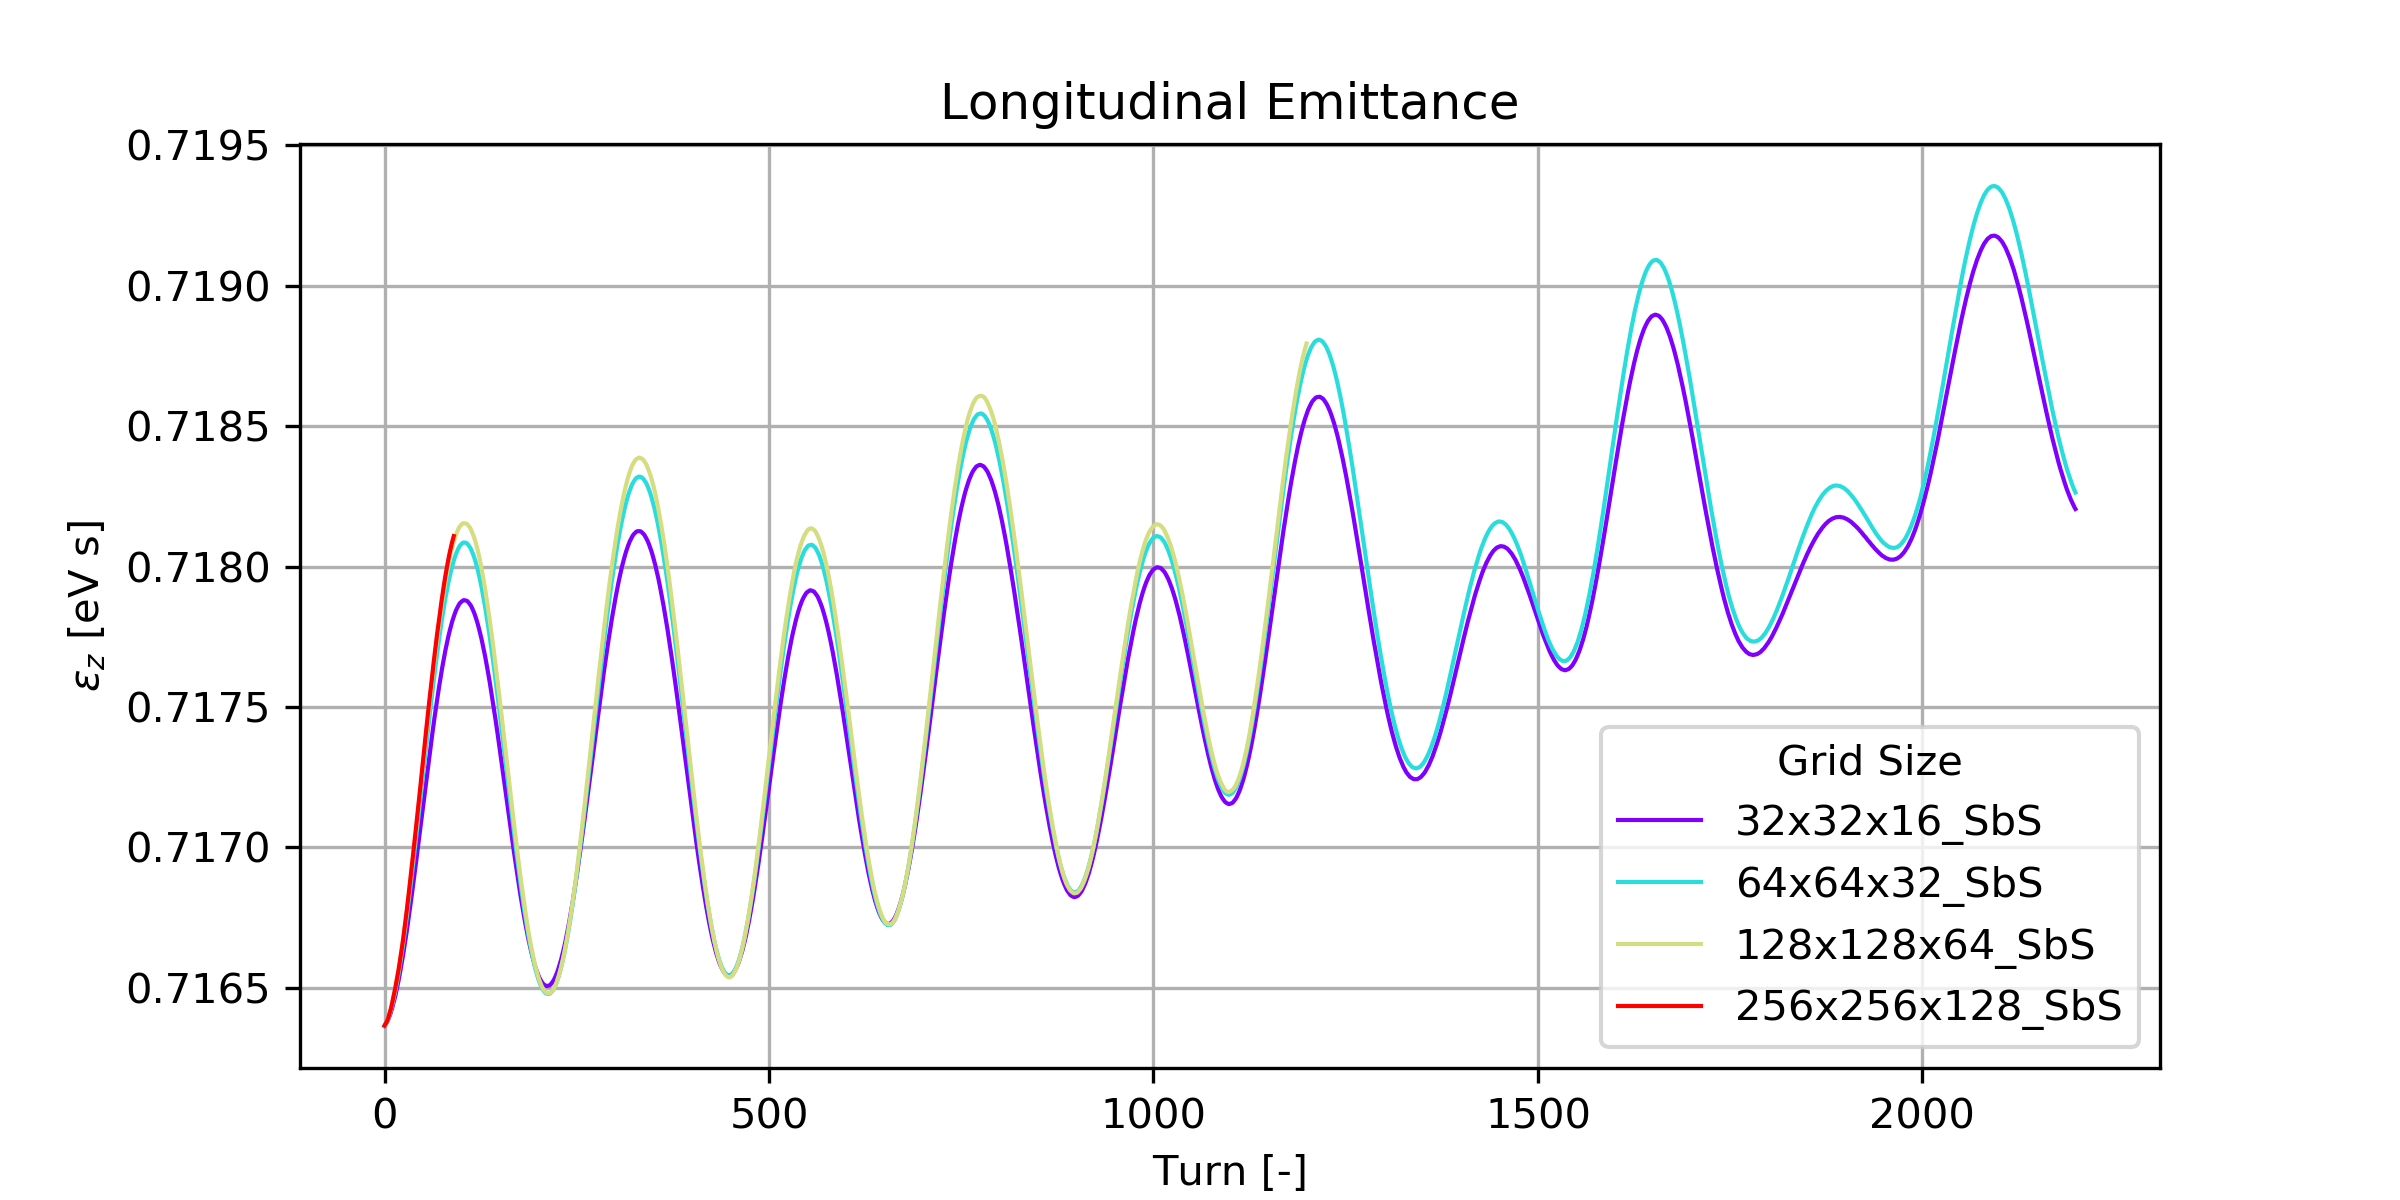 Longitudinal Emittance
0.7195
0.7190
0.7185
0.7180
0.7175
0.7170
0.7165
ε_z [eV s]
Grid Size
32x32x16_SbS
64x64x32_SbS
128x128x64_SbS
256x256x128_SbS
0 500 1000 1500 2000
Turn [-]